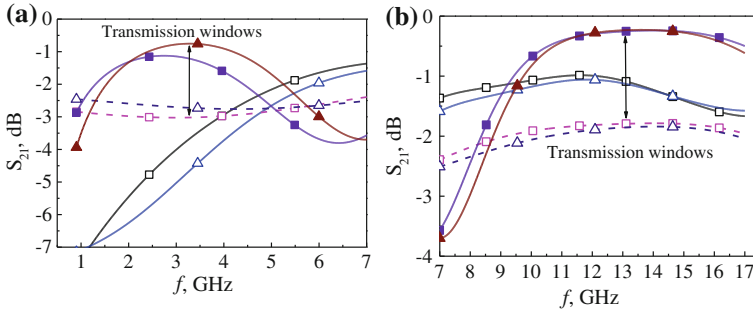 (a)
0
-1
-2
-3
-4
-5
-6
-7
S21, dB
Transmission windows
1 2 3 4 5 6 7
f, GHz
(b)
0
-1
-2
-3
-4
S21, dB
Transmission windows
7 8 9 10 11 12 13 14 15 16 17
f, GHz